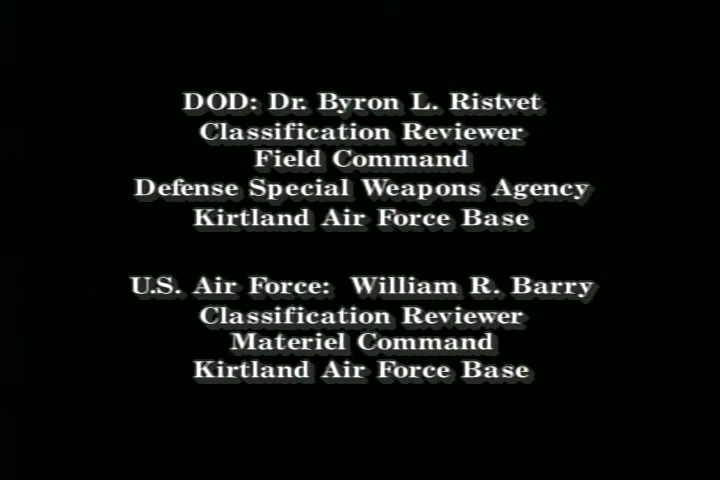 DOD: Dr. Byron L. Ristvet
Classification Reviewer
Field Command
Defense Special Weapons Agency
Kirtland Air Force Base
U.S. Air Force: William R. Barry
Classification Reviewer
Materiel Command
Kirtland Air Force Base